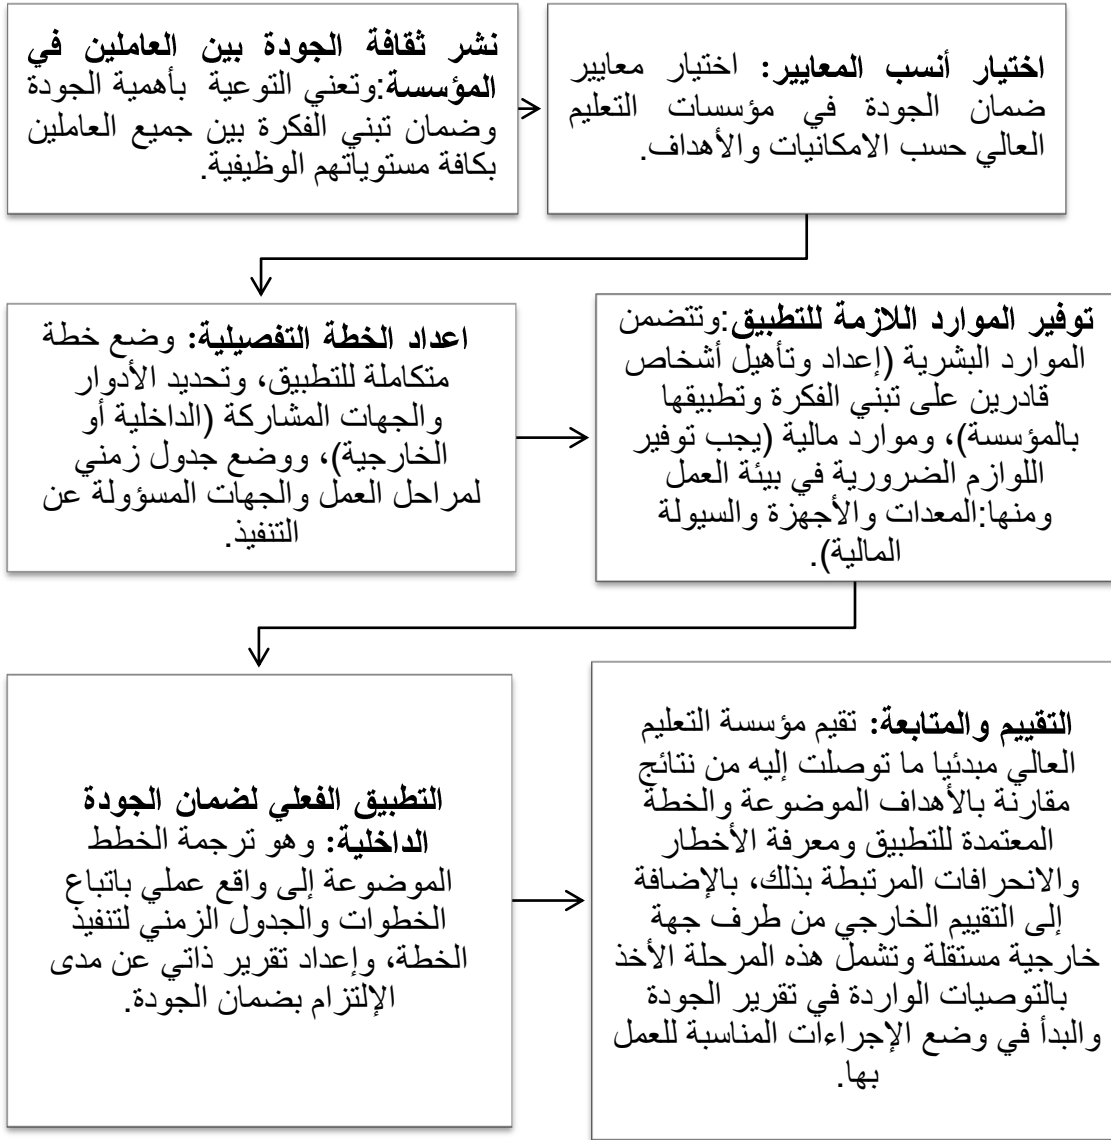 نشر ثقافة الجودة بين العاملين في
المؤسسة:وتعني التوعية بأهمية الجودة
وضمان تبني الفكرة بين جميع العاملين
بكافة مستوياتهم الوظيفية.
اختيار أنسب المعايير: اختيار معايير
ضمان الجودة في مؤسسات التعليم
العالي حسب الامكانيات والأهداف.
اعداد الخطة التفصيلية: وضع خطة
متكاملة للتطبيق، وتحديد الأدوار
والجهات المشاركة (الداخلية أو
الخارجية)، ووضع جدول زمني
لمراحل العمل والجهات المسؤولة عن
التنفيذ.
توفير الموارد اللازمة للتطبيق:وتتضمن
الموارد البشرية (إعداد وتأهيل أشخاص
قادرين على تبني الفكرة وتطبيقها
بالمؤسسة)، وموارد مالية (يجب توفير
اللوازم الضرورية في بيئة العمل
ومنها:المعدات والأجهزة والسيولة
المالية).
التطبيق الفعلي لضمان الجودة
الداخلية: وهو ترجمة الخطط
الموضوعة إلى واقع عملي باتباع
الخطوات والجدول الزمني لتنفيذ
الخطة، وإعداد تقرير ذاتي عن مدى
الإلتزام بضمان الجودة.
التقييم والمتابعة: تقيم مؤسسة التعليم
العالي مبدئيا ما توصلت إليه من نتائج
مقارنة بالأهداف الموضوعة والخطة
المعتمدة للتطبيق ومعرفة الأخطار
والانحرافات المرتبطة بذلك، بالإضافة
إلى التقييم الخارجي من طرف جهة
خارجية مستقلة وتشمل هذه المرحلة الأخذ
بالتوصيات الواردة في تقرير الجودة
والبدأ في وضع الإجراءات المناسبة للعمل
بها.